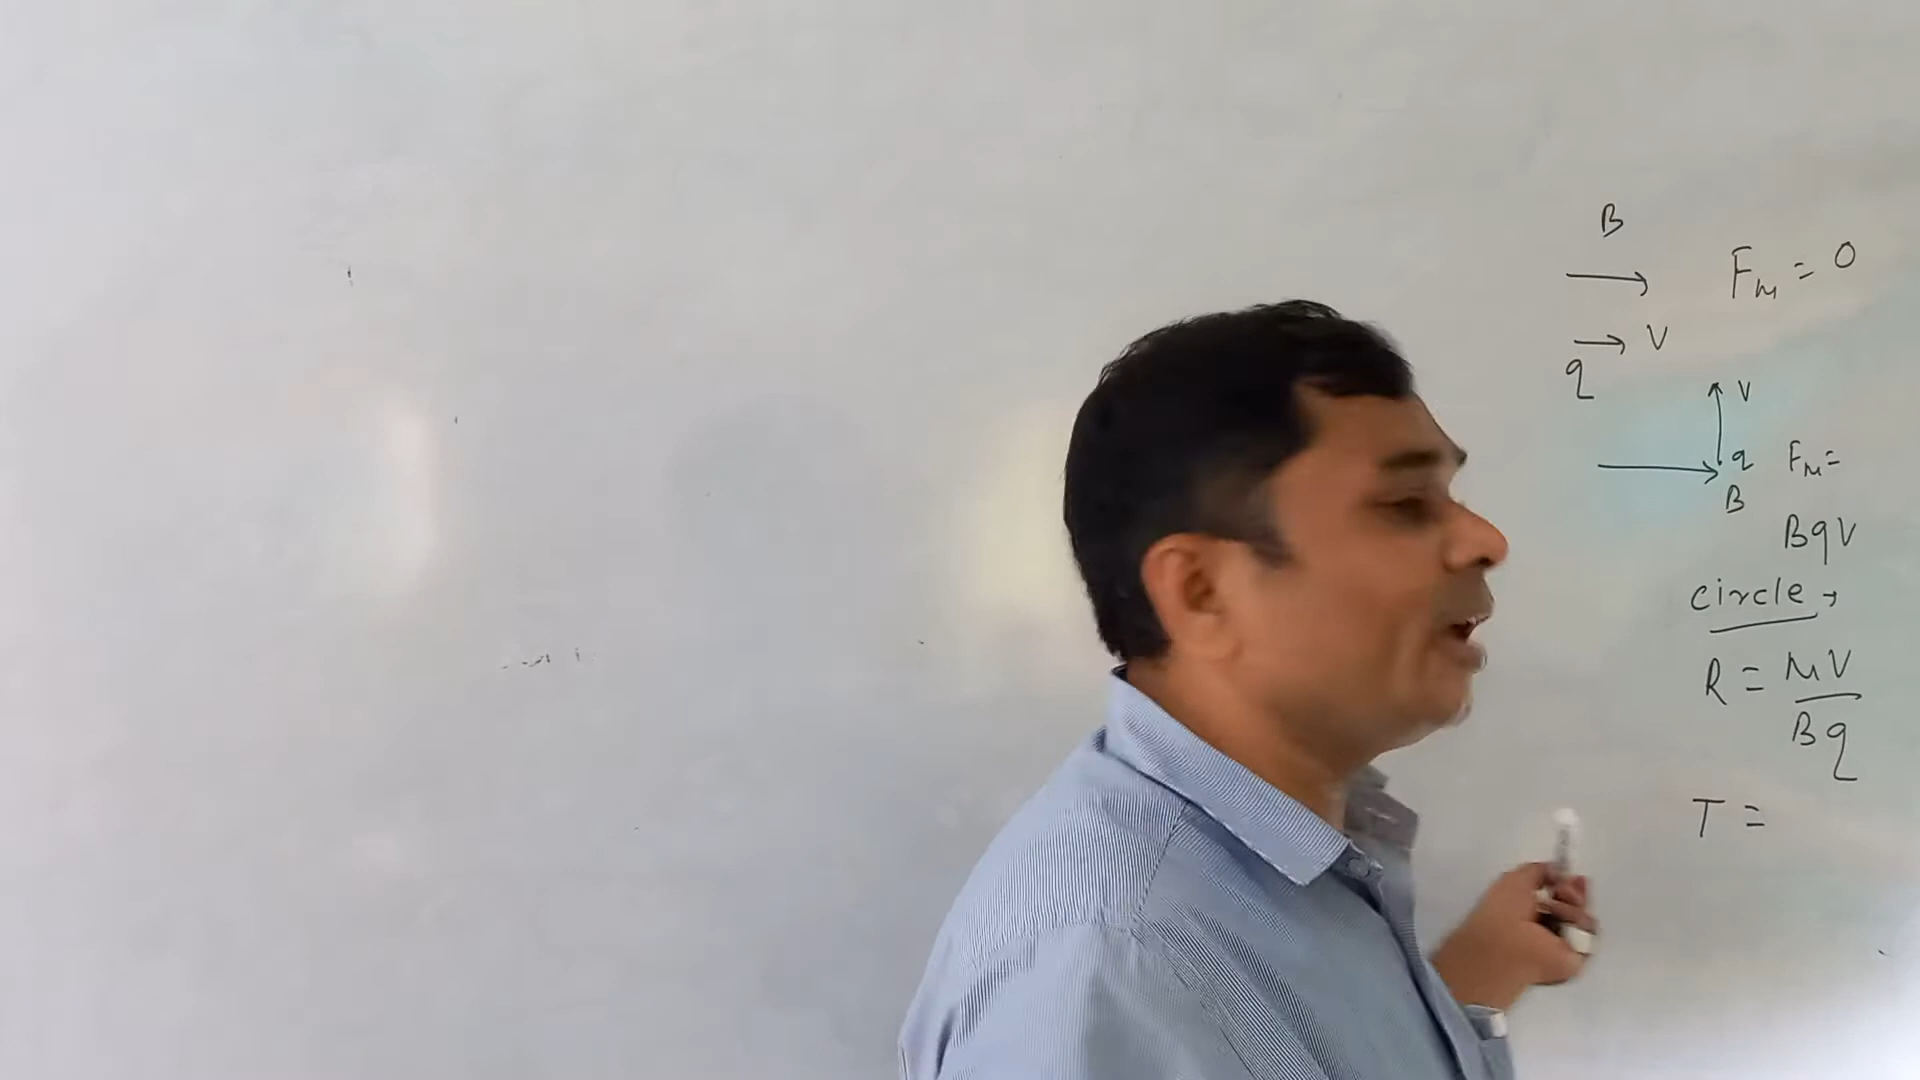 B
F_m = 0
V
q
V
q F_m =
B
BqV
circle →
R = MV
Bq
T =